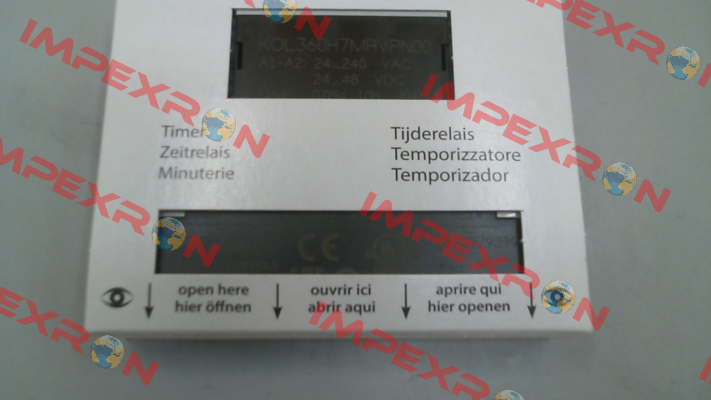 KOL360H7MRVPN00
A1-A2: 24...240 VAC
24...48 VDC
Timer
Zeitrelais
Minuterie
Tijderelais
Temporizzatore
Temporizador
CE
open here
hier öffnen
ouvrir ici
abrir aqui
aprire qui
hier openen
IMPEXRON